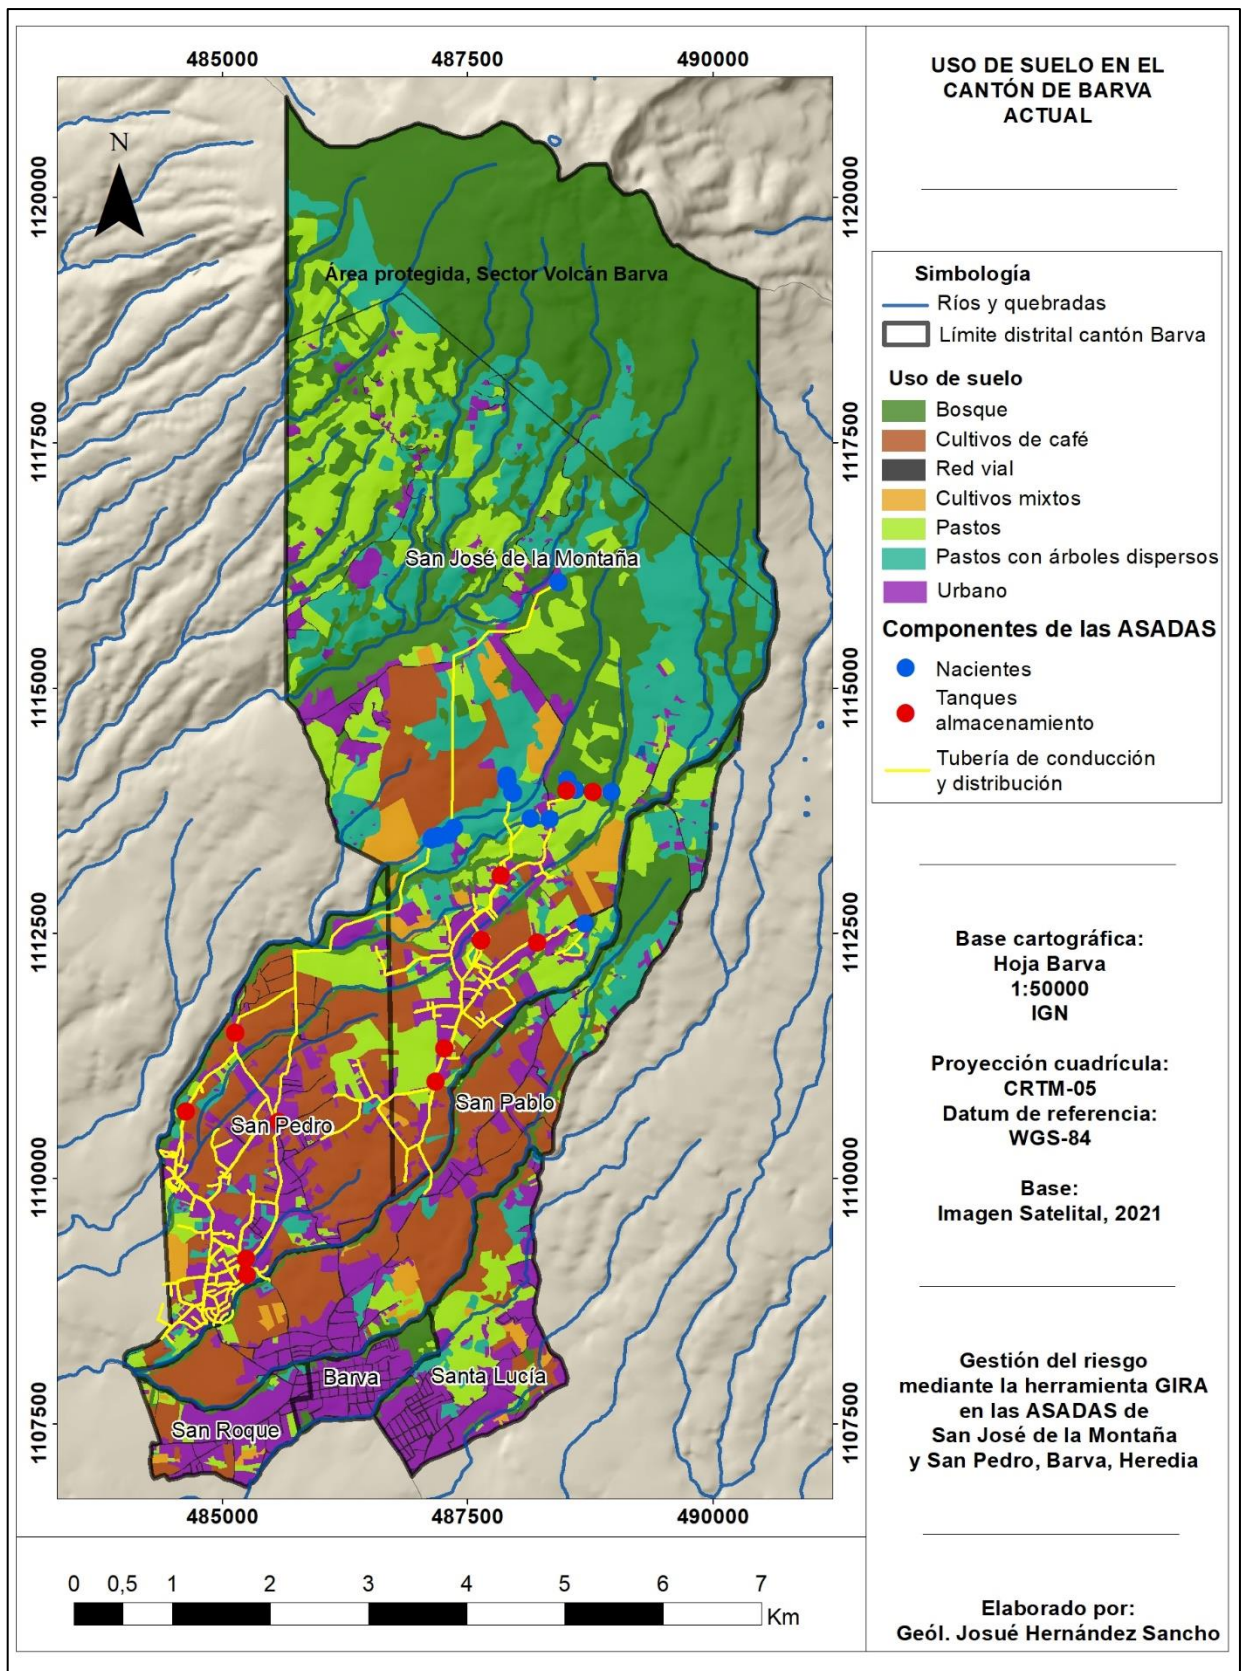 485000
487500
490000
N
1120000
1117500
1115000
1112500
1110000
1107500
1120000
1117500
1115000
1112500
1110000
1107500
Área protegida, Sector Volcán Barva
San José de la Montaña
San Pedro
San Pablo
Barva
Santa Lucía
San Roque
485000
487500
490000
0 0,5 1 2 3 4 5 6 7
Km
USO DE SUELO EN EL
CANTÓN DE BARVA
ACTUAL
Simbología
Ríos y quebradas
Límite distrital cantón Barva
Uso de suelo
Bosque
Cultivos de café
Red vial
Cultivos mixtos
Pastos
Pastos con árboles dispersos
Urbano
Componentes de las ASADAS
Nacientes
Tanques
almacenamiento
Tubería de conducción
y distribución
Base cartográfica:
Hoja Barva
1:50000
IGN
Proyección cuadrícula:
CRTM-05
Datum de referencia:
WGS-84
Base:
Imagen Satelital, 2021
Gestión del riesgo
mediante la herramienta GIRA
en las ASADAS de
San José de la Montaña
y San Pedro, Barva, Heredia
Elaborado por:
Geól. Josué Hernández Sancho